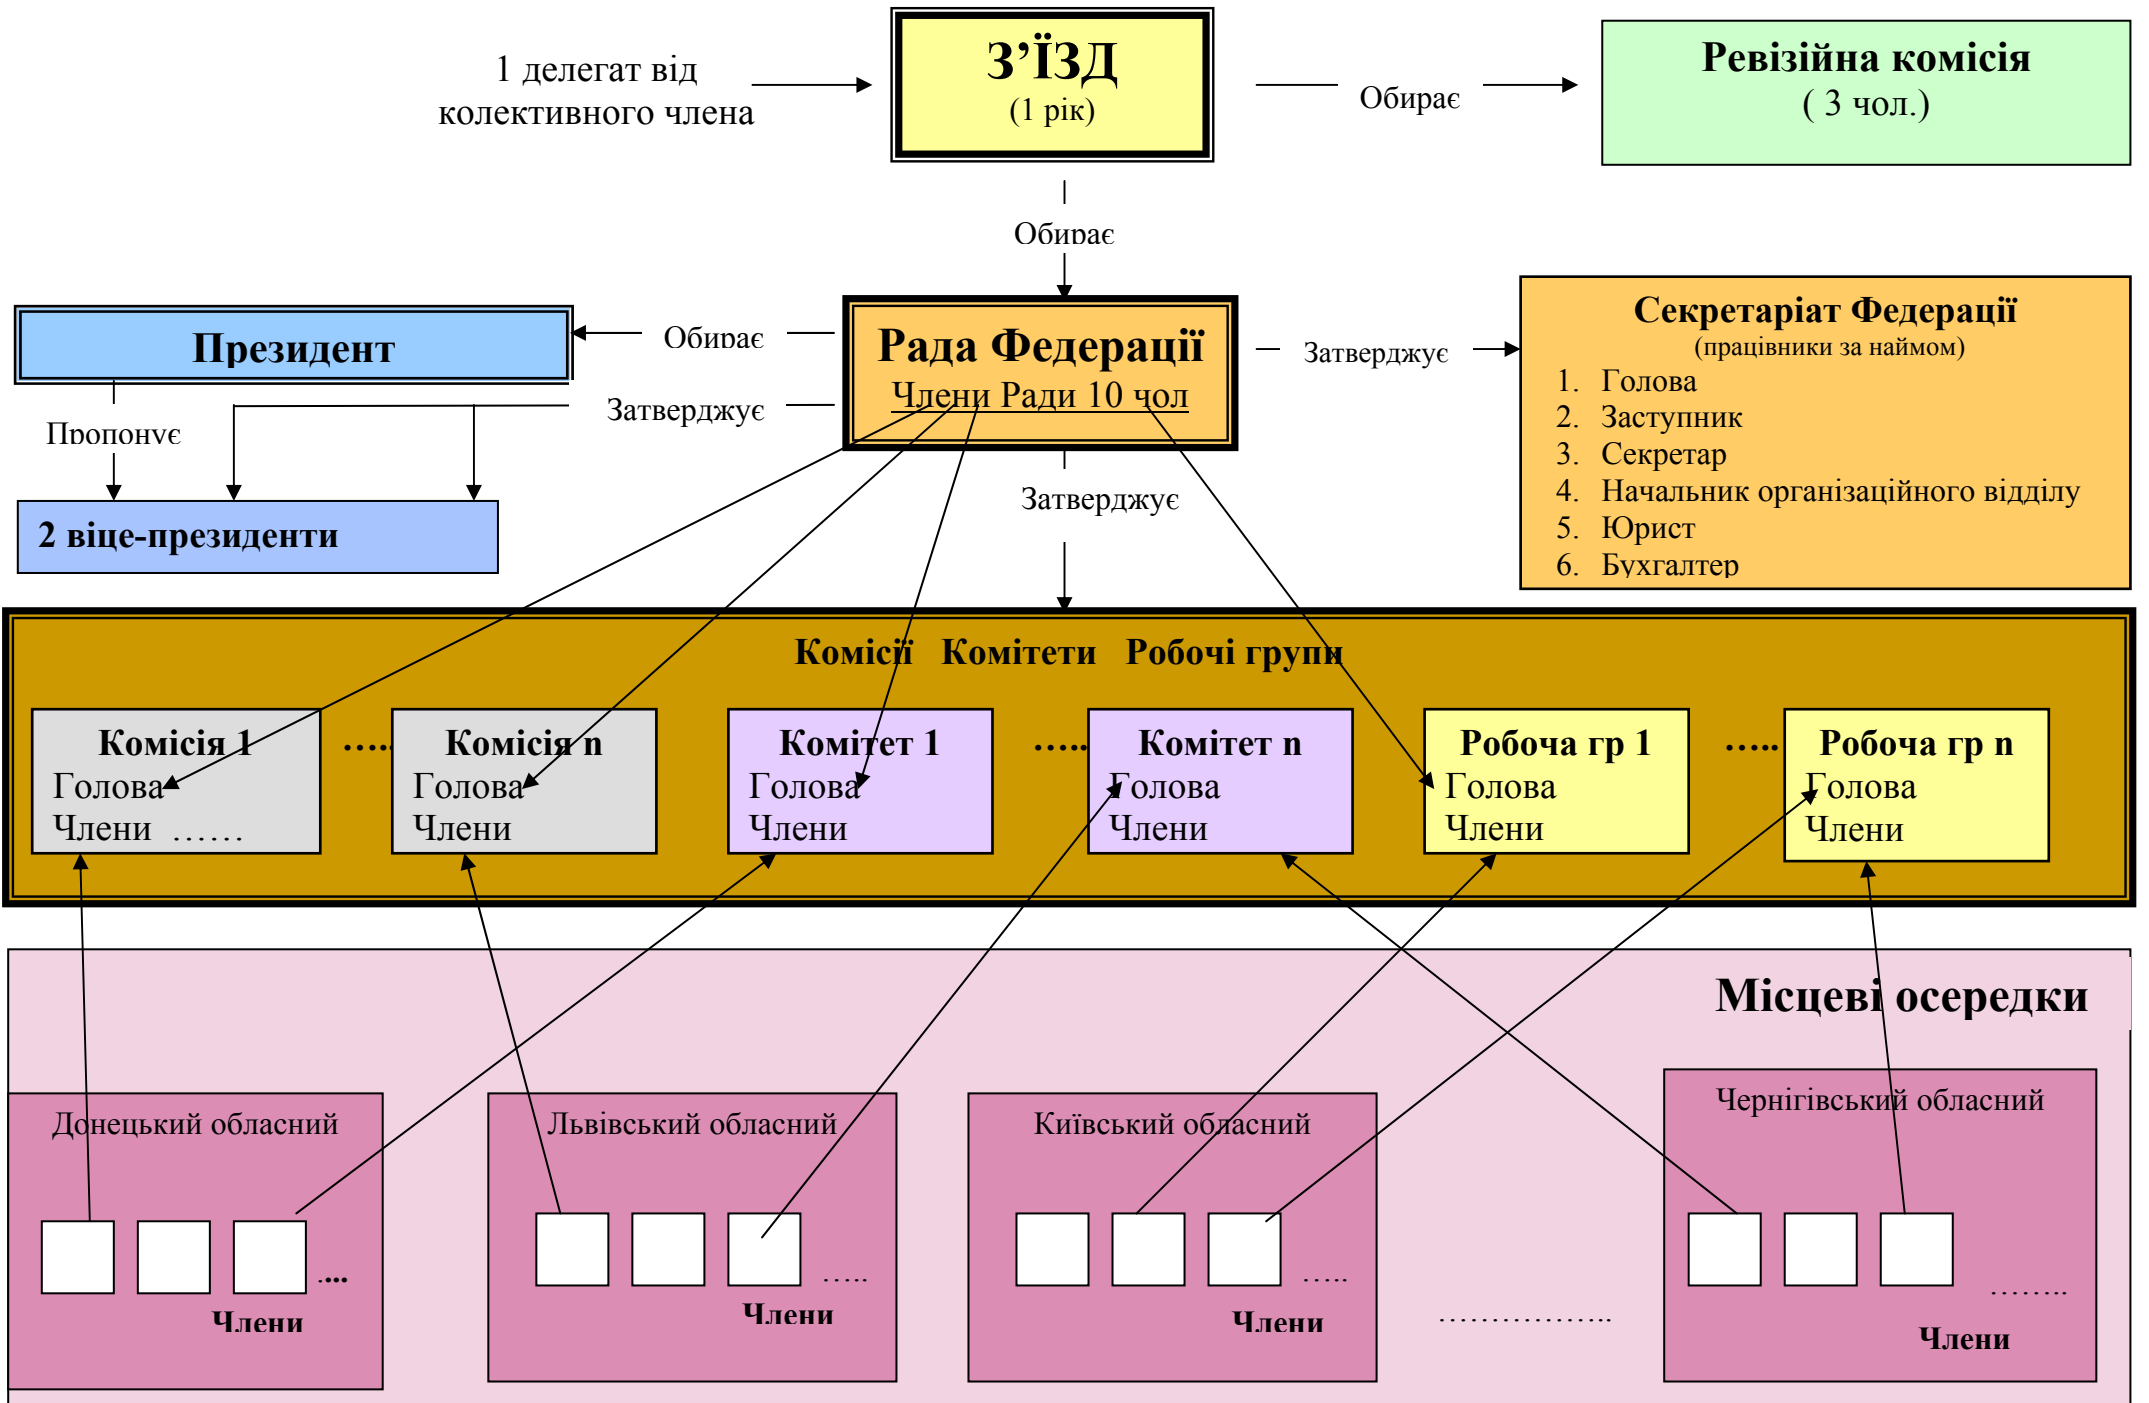 1 делегат від
колективного члена
З’ЇЗД
(1 рік)
Обирає
Ревізійна комісія
( 3 чол.)
Обирає
Президент
Обирає
Рада Федерації
Члени Ради 10 чол
Затверджує
Секретаріат Федерації
(працівники за наймом)
1. Голова
2. Заступник
3. Секретар
4. Начальник організаційного відділу
5. Юрист
6. Бухгалтер
Пропонує
Затверджує
2 віце-президенти
Затверджує
Комісії Комітети Робочі групи
Комісія 1
Голова
Члени ......
.....
Комісія n
Голова
Члени
Комітет 1
Голова
Члени
.....
Комітет n
Голова
Члени
Робоча гр 1
Голова
Члени
.....
Робоча гр n
Голова
Члени
Місцеві осередки
Донецький обласний
....
Члени
Львівський обласний
.....
Члени
Київський обласний
.....
Члени
.................
Чернігівський обласний
........
Члени